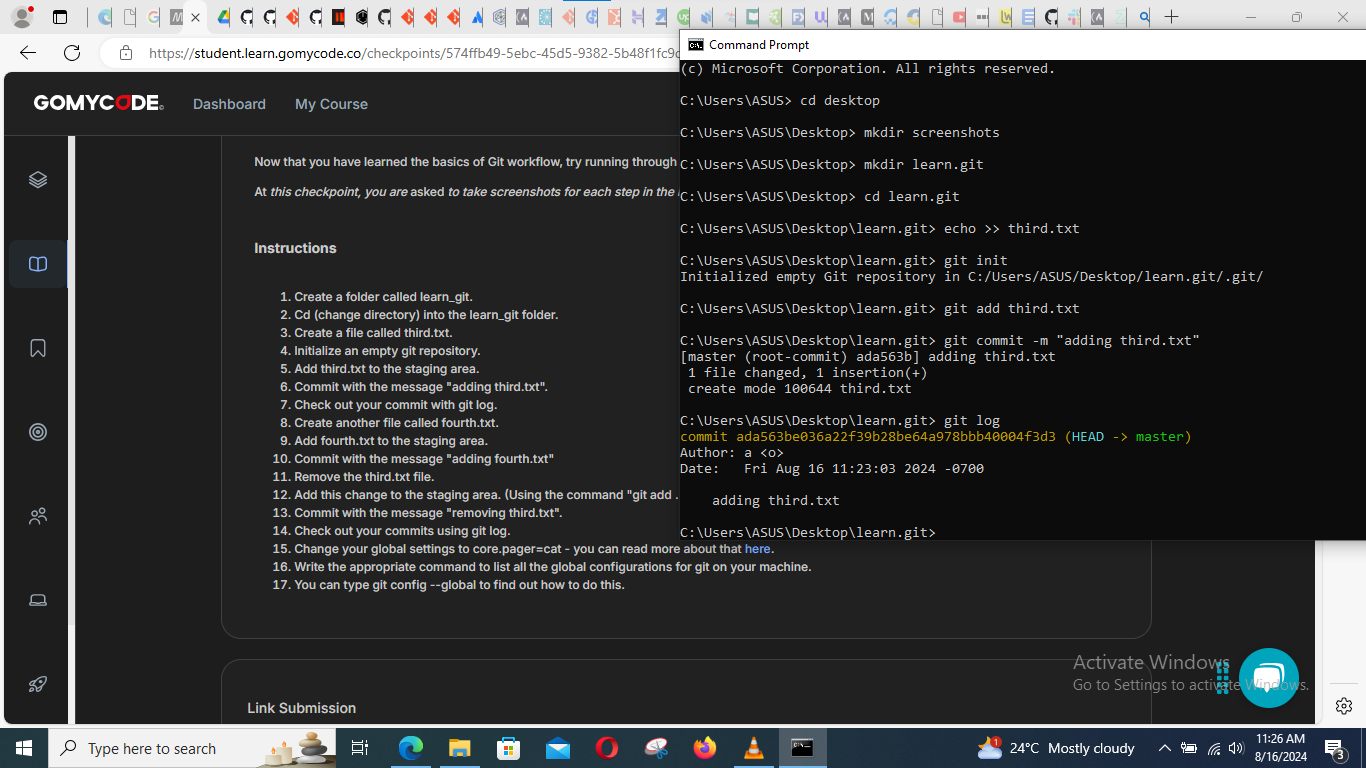 https://student.learn.gomycode.co/checkpoints/574ffb49-5ebc-45d5-9382-5b48f1fc9c
GOMYCODE
Dashboard
My Course
Now that you have learned the basics of Git workflow, try running through
At this checkpoint, you are asked to take screenshots for each step in the
Instructions
1. Create a folder called learn_git.
2. Cd (change directory) into the learn_git folder.
3. Create a file called third.txt.
4. Initialize an empty git repository.
5. Add third.txt to the staging area.
6. Commit with the message "adding third.txt".
7. Check out your commit with git log.
8. Create another file called fourth.txt.
9. Add fourth.txt to the staging area.
10. Commit with the message "adding fourth.txt"
11. Remove the third.txt file.
12. Add this change to the staging area. (Using the command "git add .
13. Commit with the message "removing third.txt".
14. Check out your commits using git log.
15. Change your global settings to core.pager=cat - you can read more about that here.
16. Write the appropriate command to list all the global configurations for git on your machine.
17. You can type git config --global to find out how to do this.
Link Submission
Command Prompt
(c) Microsoft Corporation. All rights reserved.
C:\Users\ASUS> cd desktop
C:\Users\ASUS\Desktop> mkdir screenshots
C:\Users\ASUS\Desktop> mkdir learn.git
C:\Users\ASUS\Desktop> cd learn.git
C:\Users\ASUS\Desktop\learn.git> echo >> third.txt
C:\Users\ASUS\Desktop\learn.git> git init
Initialized empty Git repository in C:/Users/ASUS/Desktop/learn.git/.git/
C:\Users\ASUS\Desktop\learn.git> git add third.txt
C:\Users\ASUS\Desktop\learn.git> git commit -m "adding third.txt"
[master (root-commit) ada563b] adding third.txt
1 file changed, 1 insertion(+)
create mode 100644 third.txt
C:\Users\ASUS\Desktop\learn.git> git log
commit ada563be036a22f39b28be64a978bbb40004f3d3 (HEAD -> master)
Author: a <o>
Date:   Fri Aug 16 11:23:03 2024 -0700
adding third.txt
C:\Users\ASUS\Desktop\learn.git>
Activate Windows
Go to Settings to activate Windows.
Type here to search
24°C Mostly cloudy
11:26 AM
8/16/2024
3